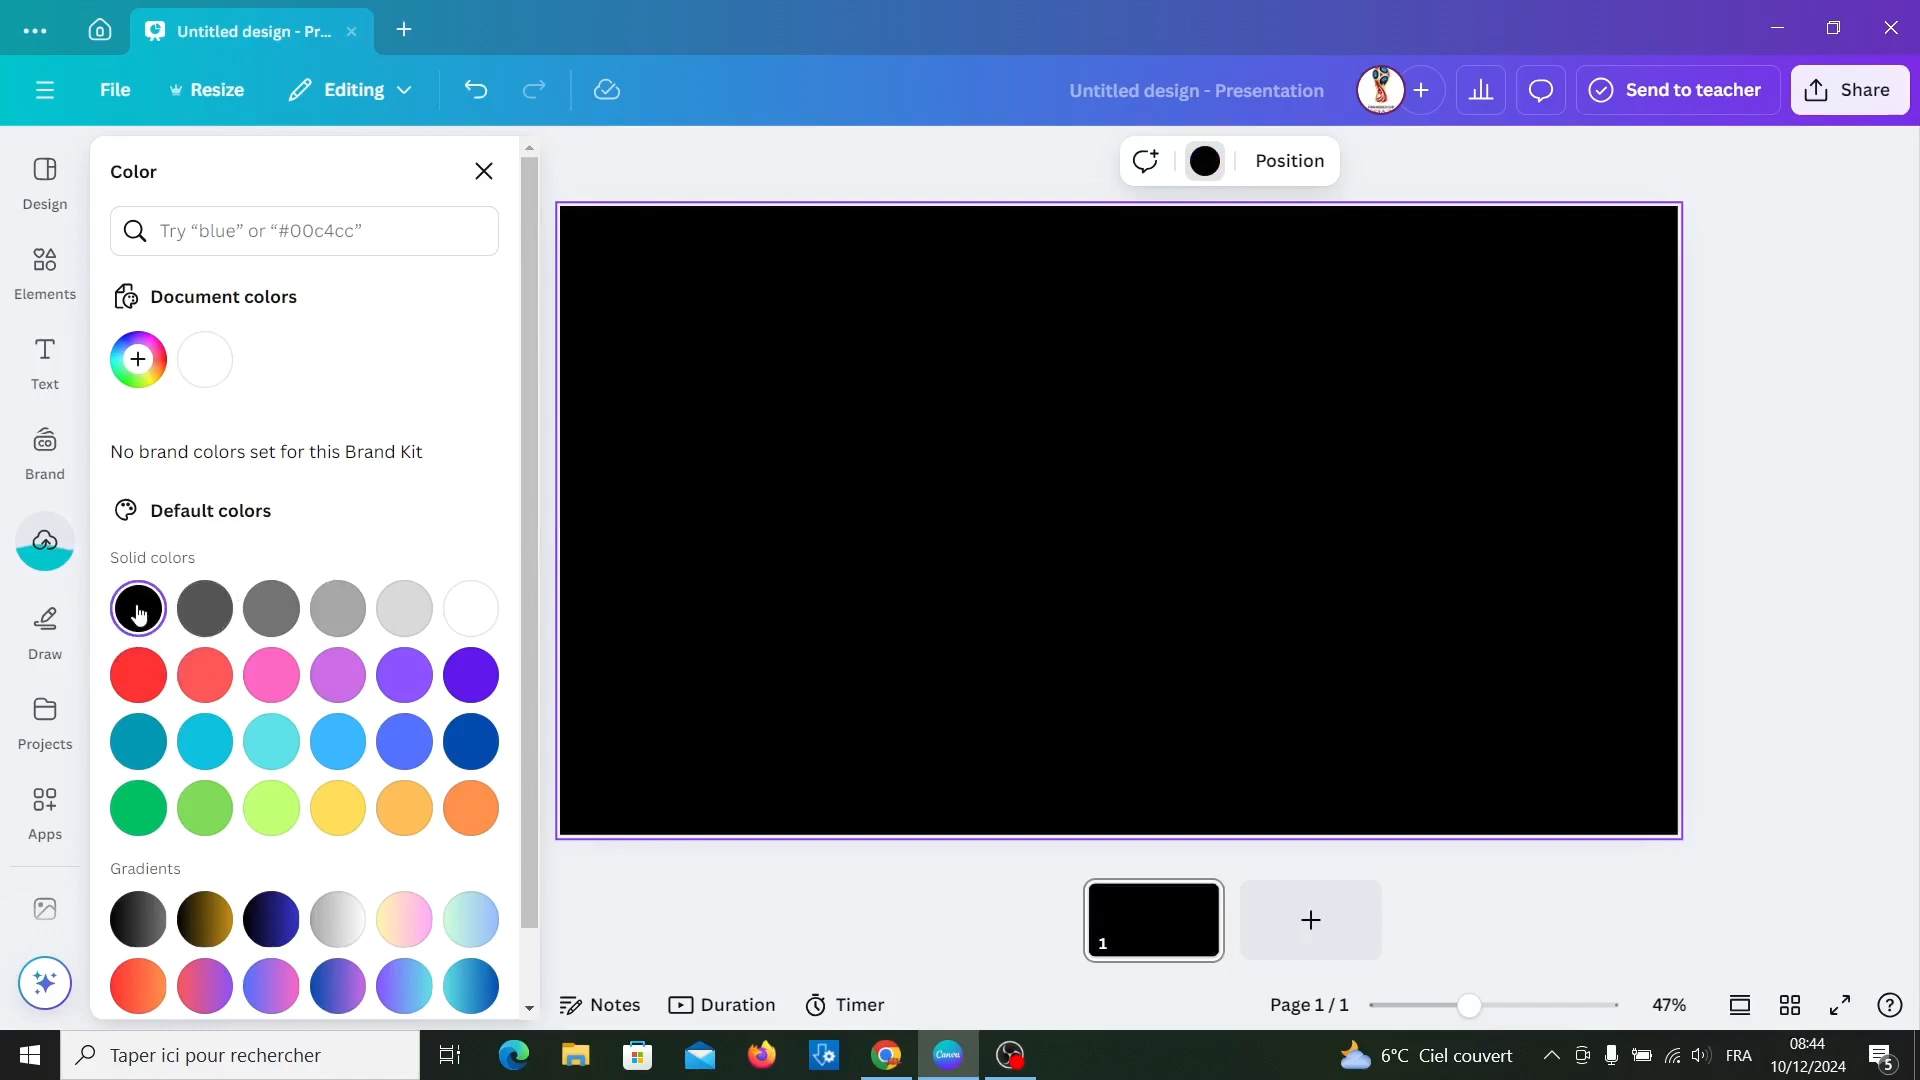 Untitled design - Pr...
File
Resize
Editing
Untitled design - Presentation
Send to teacher
Share
Design
Elements
Text
Brand
Draw
Projects
Apps
Color
Try “blue” or “#00c4cc”
Document colors
No brand colors set for this Brand Kit
Default colors
Solid colors
Gradients
Position
1
Notes
Duration
Timer
Page 1 / 1
47%
Taper ici pour rechercher
Canva
6°C Ciel couvert
FRA
08:44
10/12/2024
5